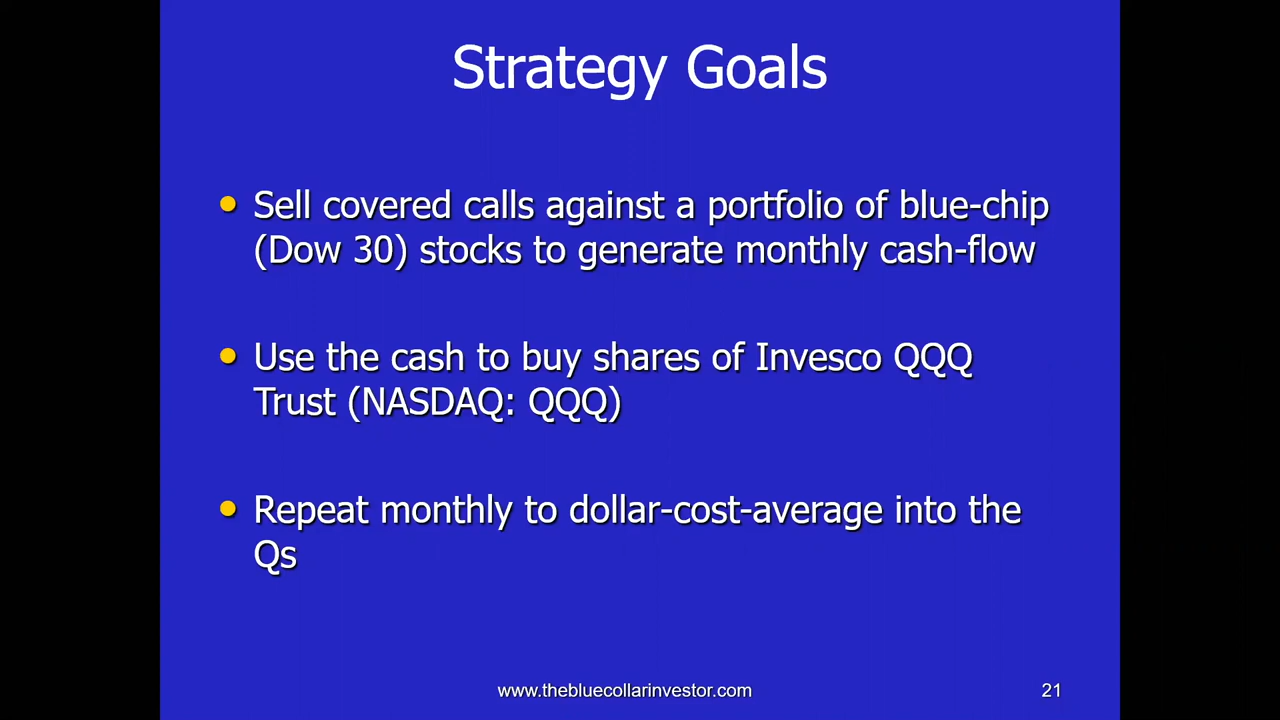 Strategy Goals
• Sell covered calls against a portfolio of blue-chip
(Dow 30) stocks to generate monthly cash-flow
• Use the cash to buy shares of Invesco QQQ
Trust (NASDAQ: QQQ)
• Repeat monthly to dollar-cost-average into the
Qs
www.thebluecollarinvestor.com
21